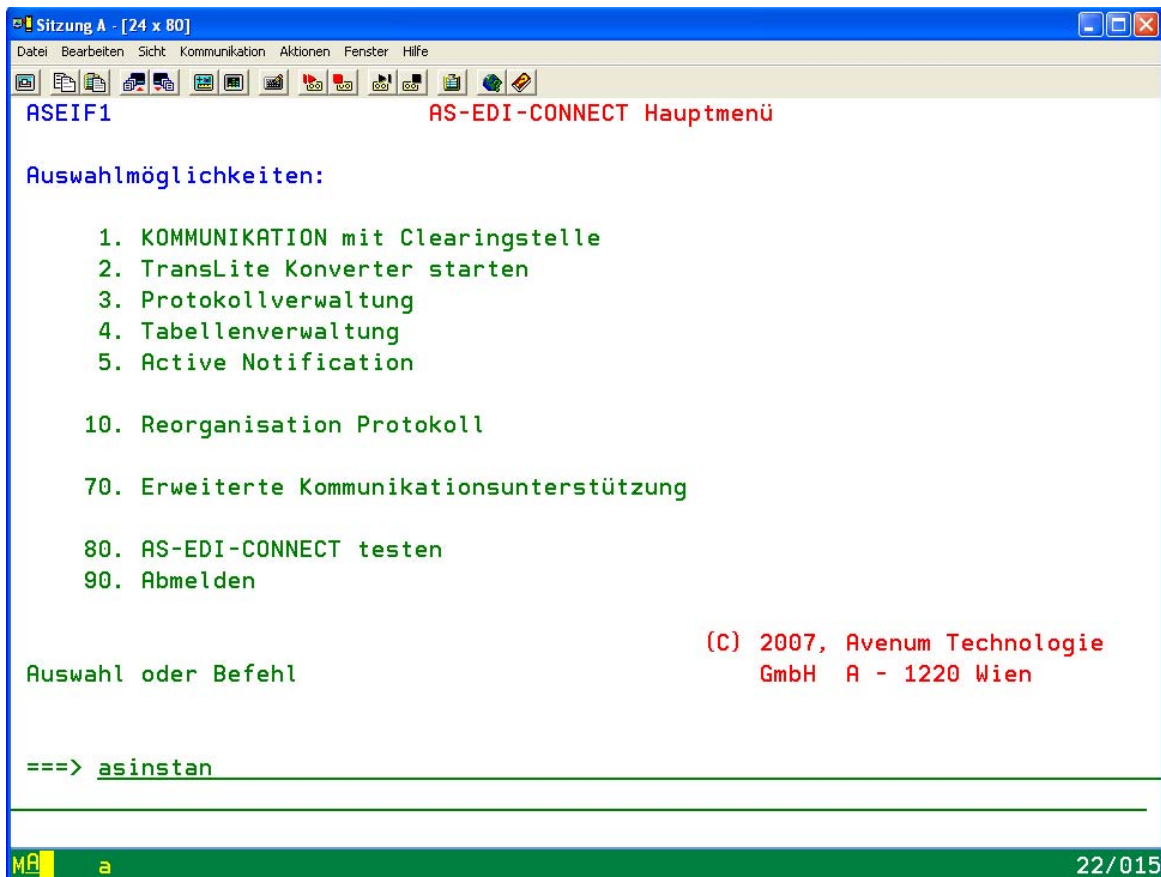 Sitzung A - [24 x 80]
Datei Bearbeiten Sicht Kommunikation Aktionen Fenster Hilfe
ASEIF1 AS-EDI-CONNECT Hauptmenü
Auswahlmöglichkeiten:
1. KOMMUNIKATION mit Clearingstelle
2. TransLite Konverter starten
3. Protokollverwaltung
4. Tabellenverwaltung
5. Active Notification
10. Reorganisation Protokoll
70. Erweiterte Kommunikationsunterstützung
80. AS-EDI-CONNECT testen
90. Abmelden
(C) 2007, Avenum Technologie
Auswahl oder Befehl GmbH A - 1220 Wien
===> asinstan
MA a 22/015